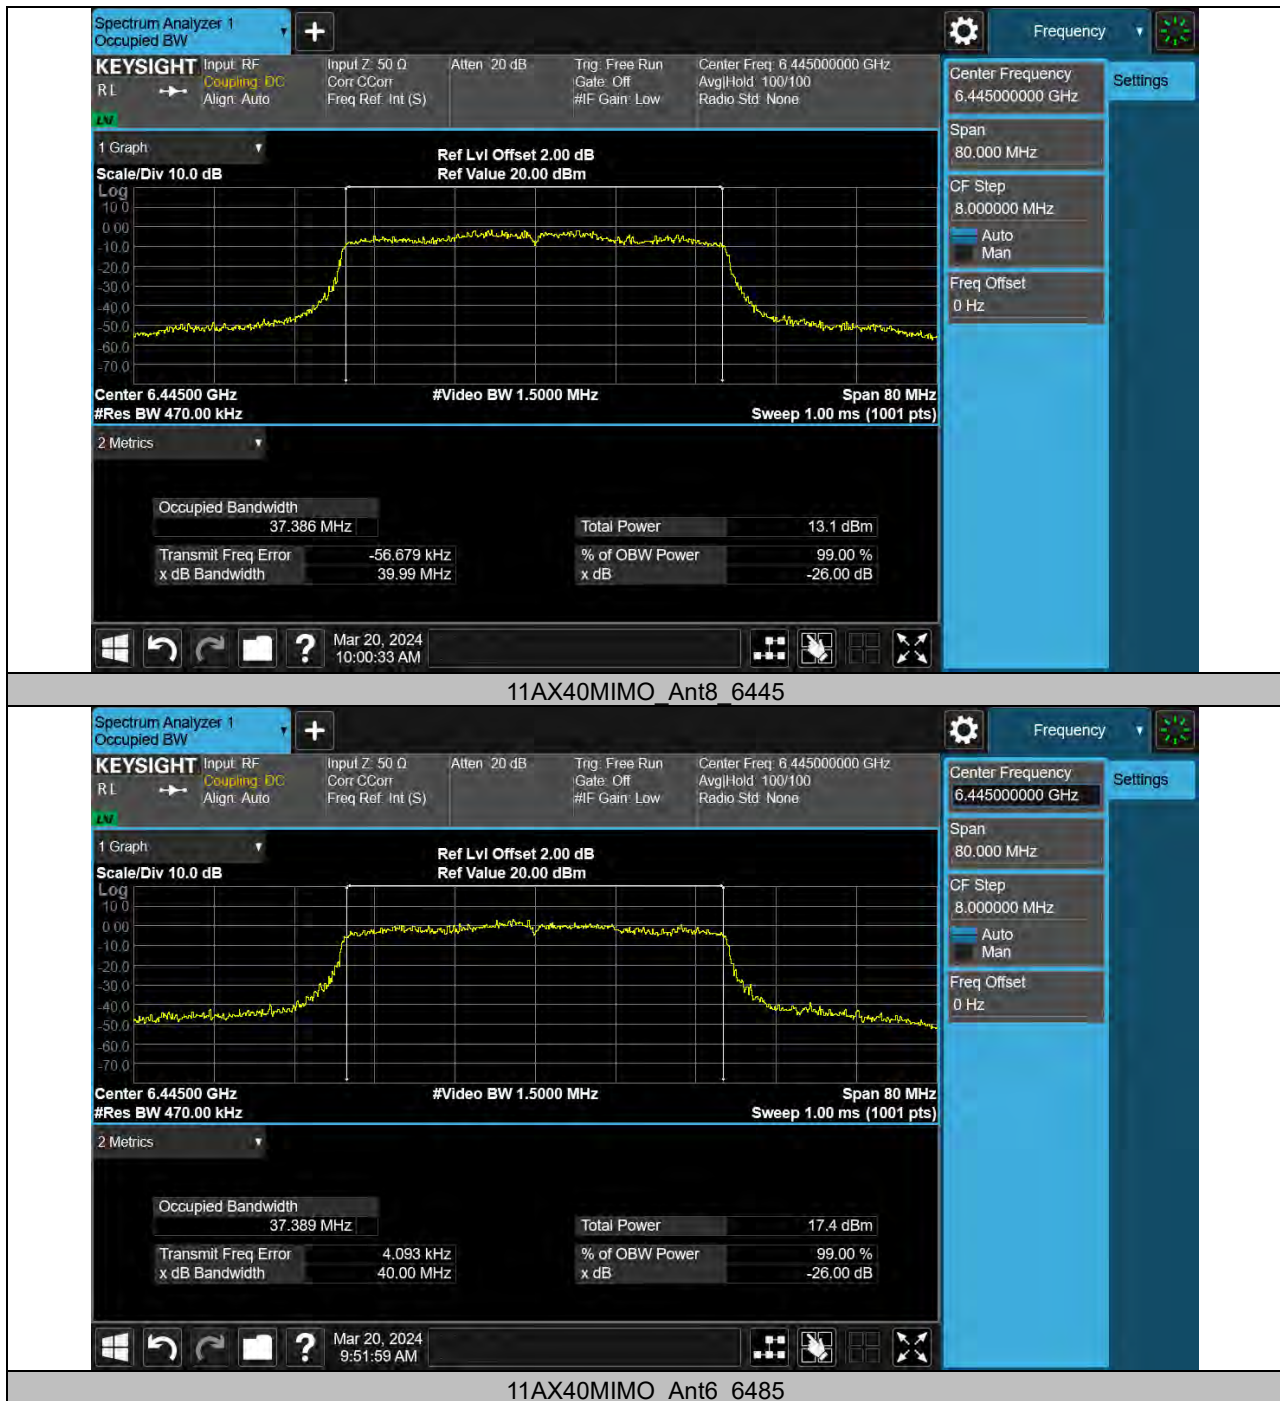 Spectrum Analyzer 1
Occupied BW
Frequency
KEYSIGHT
Input: RF
Input Z: 50 Ω
Atten: 20 dB
Trig: Free Run
Center Freq: 6.445000000 GHz
R L
Coupling: DC
Corr CCorr
Gate: Off
Avg|Hold: 100/100
Align: Auto
Freq Ref: Int (S)
#IF Gain: Low
Radio Std: None
Center Frequency
6.445000000 GHz
Settings
Span
80.000 MHz
CF Step
8.000000 MHz
Auto
Man
Freq Offset
0 Hz
1 Graph
Ref Lvl Offset 2.00 dB
Scale/Div 10.0 dB
Ref Value 20.00 dBm
Log
10.0
0.00
-10.0
-20.0
-30.0
-40.0
-50.0
-60.0
-70.0
Center 6.44500 GHz
#Video BW 1.5000 MHz
Span 80 MHz
#Res BW 470.00 kHz
Sweep 1.00 ms (1001 pts)
2 Metrics
Occupied Bandwidth
37.386 MHz
Total Power 13.1 dBm
Transmit Freq Error -56.679 kHz
% of OBW Power 99.00 %
x dB Bandwidth 39.99 MHz
x dB -26.00 dB
?
Mar 20, 2024
10:00:33 AM
11AX40MIMO_Ant8_6445
Spectrum Analyzer 1
Occupied BW
Frequency
KEYSIGHT
Input: RF
Input Z: 50 Ω
Atten: 20 dB
Trig: Free Run
Center Freq: 6.445000000 GHz
R L
Coupling: DC
Corr CCorr
Gate: Off
Avg|Hold: 100/100
Align: Auto
Freq Ref: Int (S)
#IF Gain: Low
Radio Std: None
Center Frequency
6.445000000 GHz
Settings
Span
80.000 MHz
CF Step
8.000000 MHz
Auto
Man
Freq Offset
0 Hz
1 Graph
Ref Lvl Offset 2.00 dB
Scale/Div 10.0 dB
Ref Value 20.00 dBm
Log
10.0
0.00
-10.0
-20.0
-30.0
-40.0
-50.0
-60.0
-70.0
Center 6.44500 GHz
#Video BW 1.5000 MHz
Span 80 MHz
#Res BW 470.00 kHz
Sweep 1.00 ms (1001 pts)
2 Metrics
Occupied Bandwidth
37.389 MHz
Total Power 17.4 dBm
Transmit Freq Error 4.093 kHz
% of OBW Power 99.00 %
x dB Bandwidth 40.00 MHz
x dB -26.00 dB
?
Mar 20, 2024
9:51:59 AM
11AX40MIMO_Ant6_6485